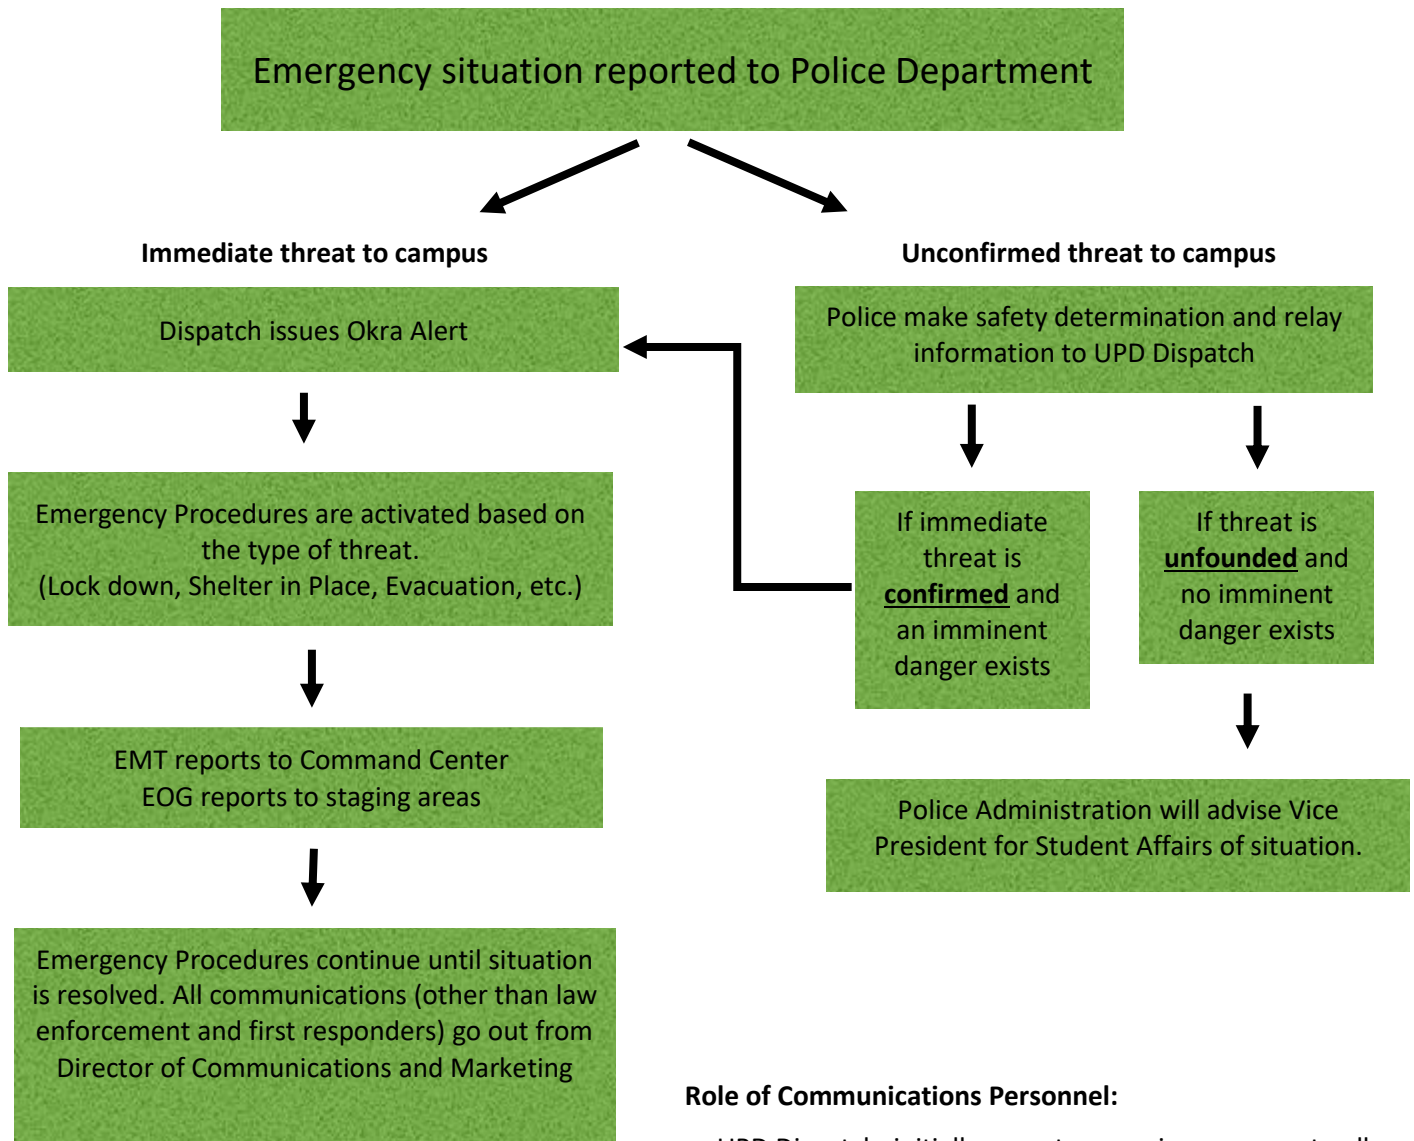 Emergency situation reported to Police Department
Immediate threat to campus
Dispatch issues Okra Alert
Emergency Procedures are activated based on
the type of threat.
(Lock down, Shelter in Place, Evacuation, etc.)
EMT reports to Command Center
EOG reports to staging areas
Emergency Procedures continue until situation
is resolved. All communications (other than law
enforcement and first responders) go out from
Director of Communications and Marketing
Unconfirmed threat to campus
Police make safety determination and relay
information to UPD Dispatch
If immediate
threat is
confirmed and
an imminent
danger exists
If threat is
unfounded and
no imminent
danger exists
Police Administration will advise Vice
President for Student Affairs of situation.
Role of Communications Personnel:
UPD Dispatch initially